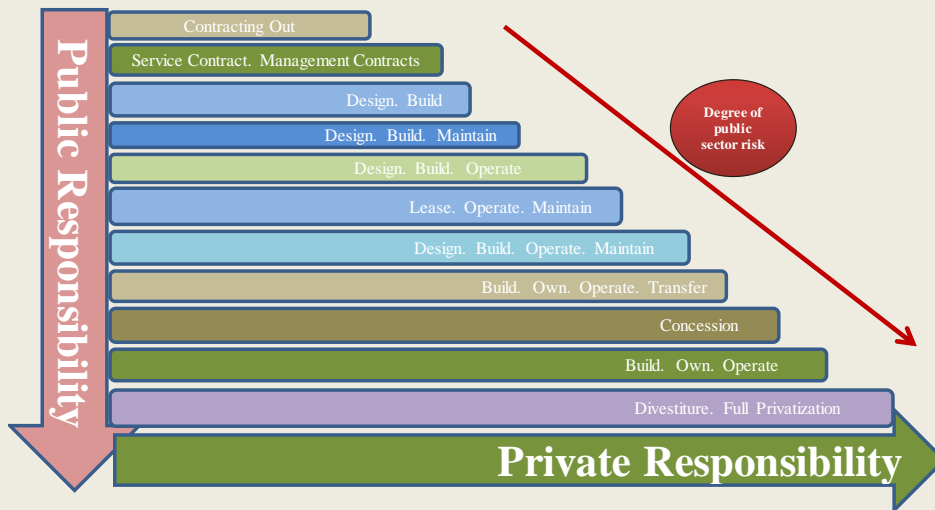 Public Responsibility
Contracting Out
Service Contract. Management Contracts
Design. Build
Design. Build. Maintain
Design. Build. Operate
Lease. Operate. Maintain
Design. Build. Operate. Maintain
Build. Own. Operate. Transfer
Concession
Build. Own. Operate
Divestiture. Full Privatization
Degree of
public
sector risk
Private Responsibility